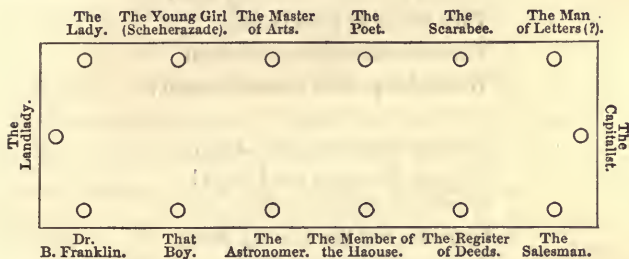 The The Young Girl The Master The The The Man
Lady. (Scheherazade). of Arts. Poet. Scarabee. of Letters (?).
The
Landlady.
The
Capitalist.
Dr. That The The Member of The Register The
B. Franklin. Boy. Astronomer. the Haouse. of Deeds. Salesman.